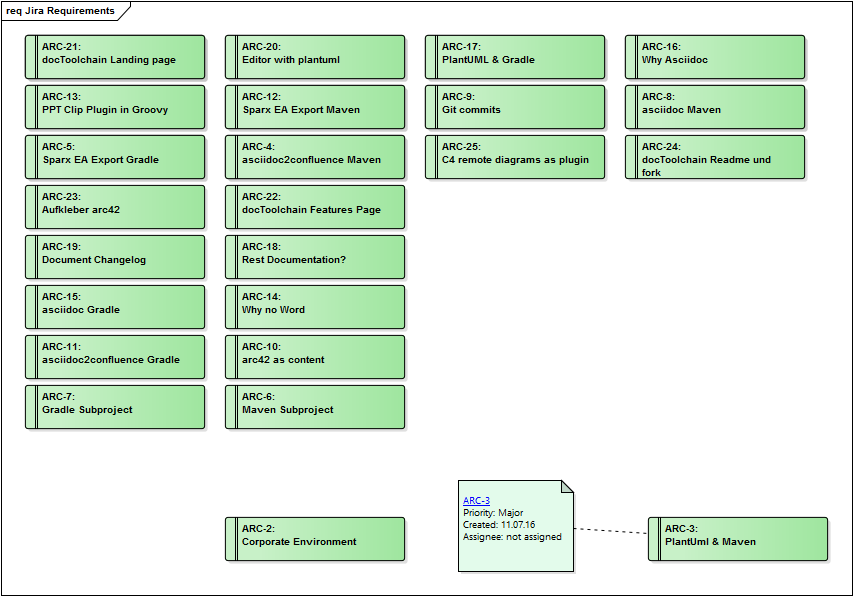 req Jira Requirements
ARC-21:
docToolchain Landing page
ARC-20:
Editor with plantuml
ARC-17:
PlantUML & Gradle
ARC-16:
Why Asciidoc
ARC-13:
PPT Clip Plugin in Groovy
ARC-12:
Sparx EA Export Maven
ARC-9:
Git commits
ARC-8:
asciidoc Maven
ARC-5:
Sparx EA Export Gradle
ARC-4:
asciidoc2confluence Maven
ARC-25:
C4 remote diagrams as plugin
ARC-24:
docToolchain Readme und
fork
ARC-23:
Aufkleber arc42
ARC-22:
docToolchain Features Page
ARC-19:
Document Changelog
ARC-18:
Rest Documentation?
ARC-15:
asciidoc Gradle
ARC-14:
Why no Word
ARC-11:
asciidoc2confluence Gradle
ARC-10:
arc42 as content
ARC-7:
Gradle Subproject
ARC-6:
Maven Subproject
ARC-2:
Corporate Environment
ARC-3
Priority: Major
Created: 11.07.16
Assignee: not assigned
ARC-3:
PlantUml & Maven